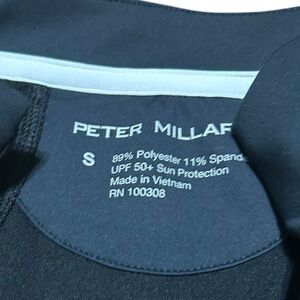 PETER MILLAR
S
89% Polyester 11% Spand
UPF 50+ Sun Protection
Made in Vietnam
RN 100308